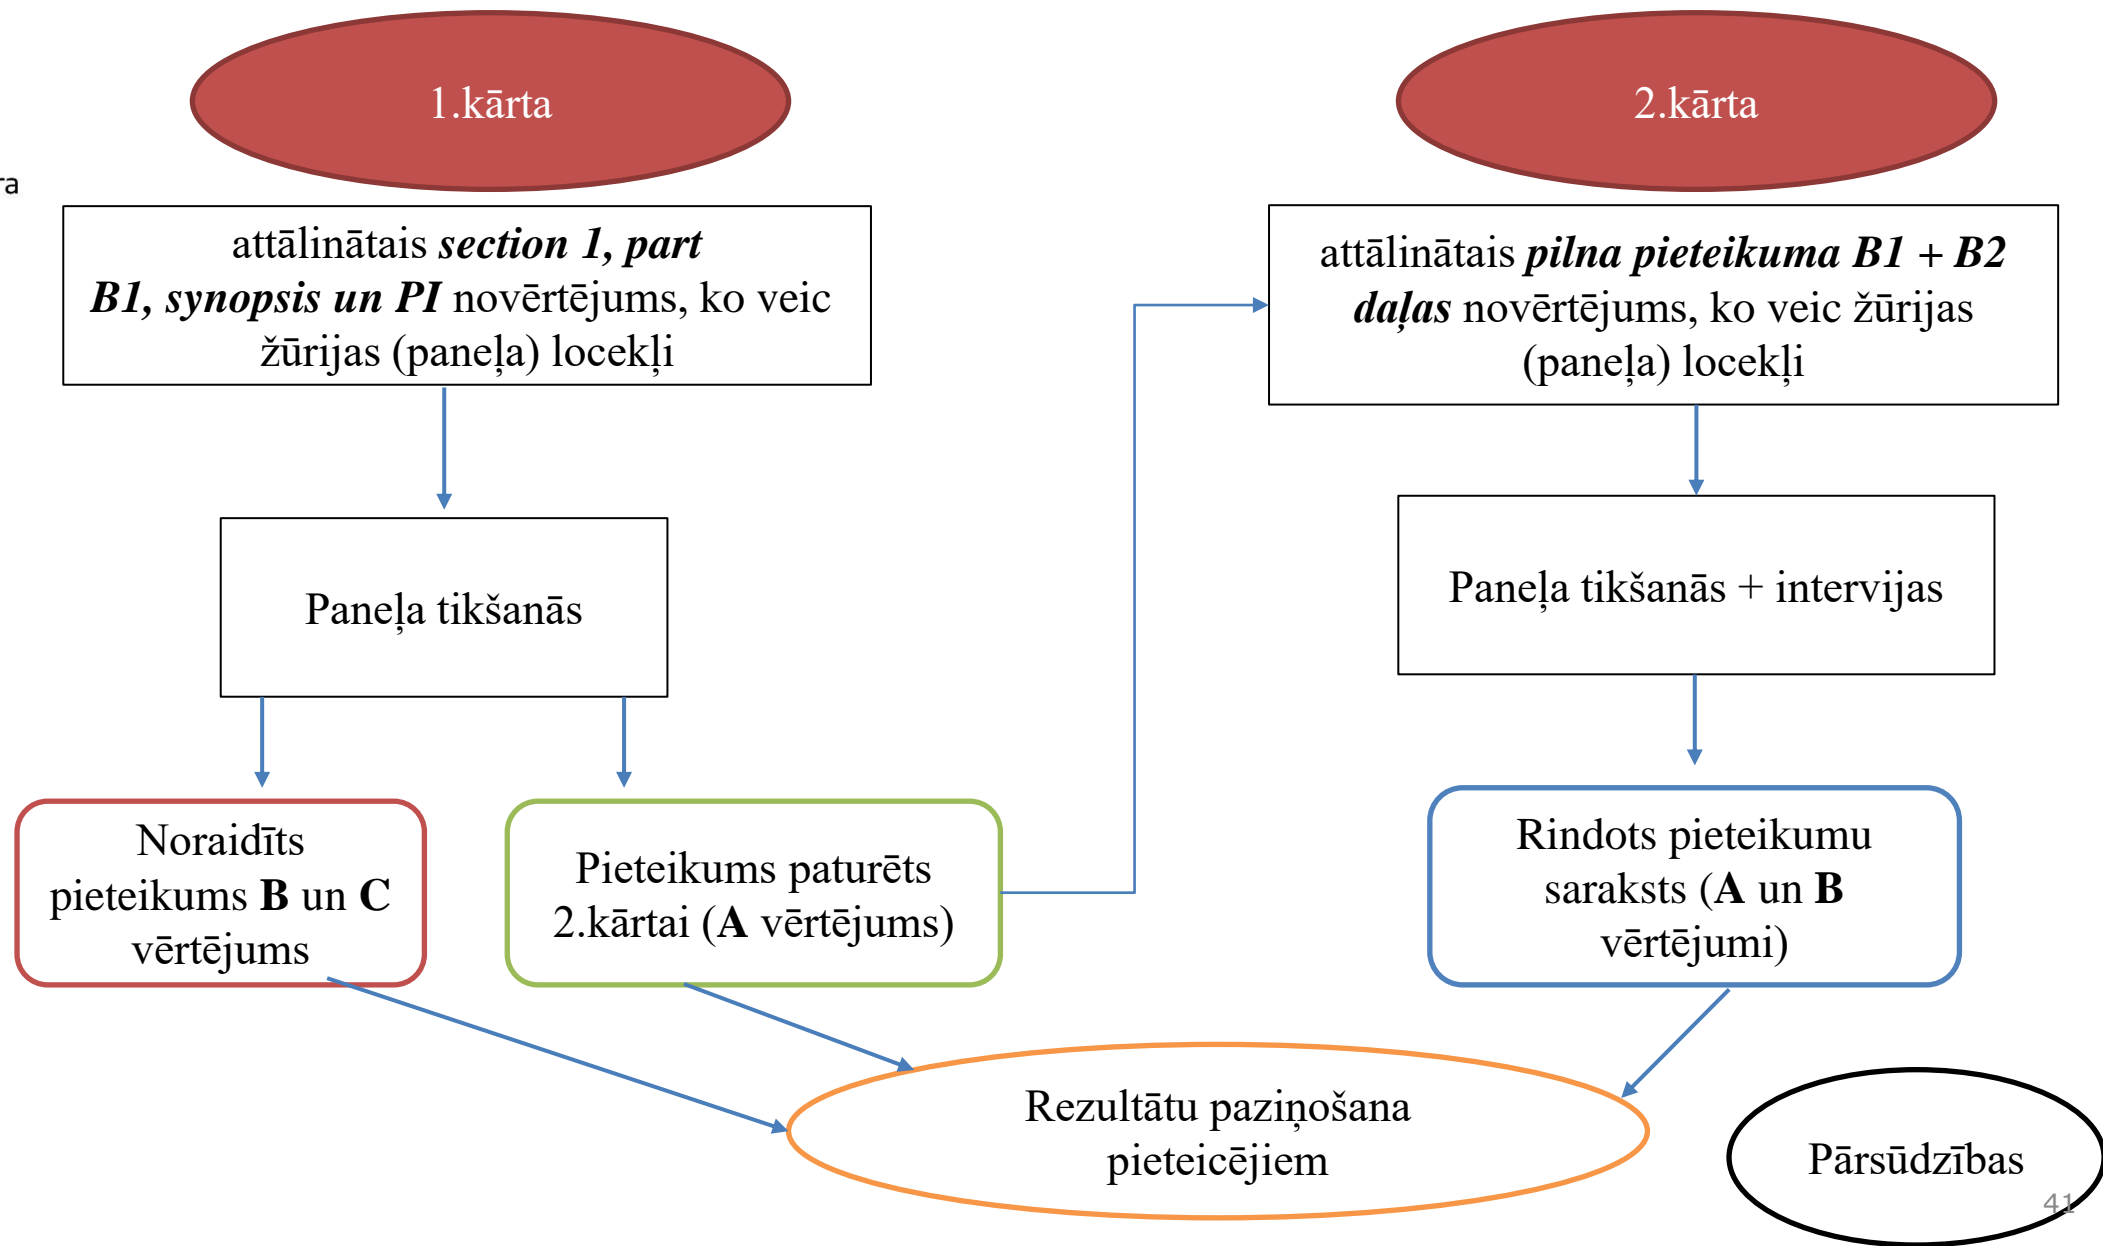 1.kārta
2.kārta
ra
attālinātais section 1, part
B1, synopsis un PI novērtējums, ko veic
žūrijas (paneļa) locekļi
attālinātais pilna pieteikuma B1 + B2
daļas novērtējums, ko veic žūrijas
(paneļa) locekļi
Paneļa tikšanās
Paneļa tikšanās + intervijas
Noraidīts
pieteikums B un C
vērtējums
Pieteikums paturēts
2.kārtai (A vērtējums)
Rindots pieteikumu
saraksts (A un B
vērtējumi)
Rezultātu paziņošana
pieteicējiem
Pārsūdzības
41